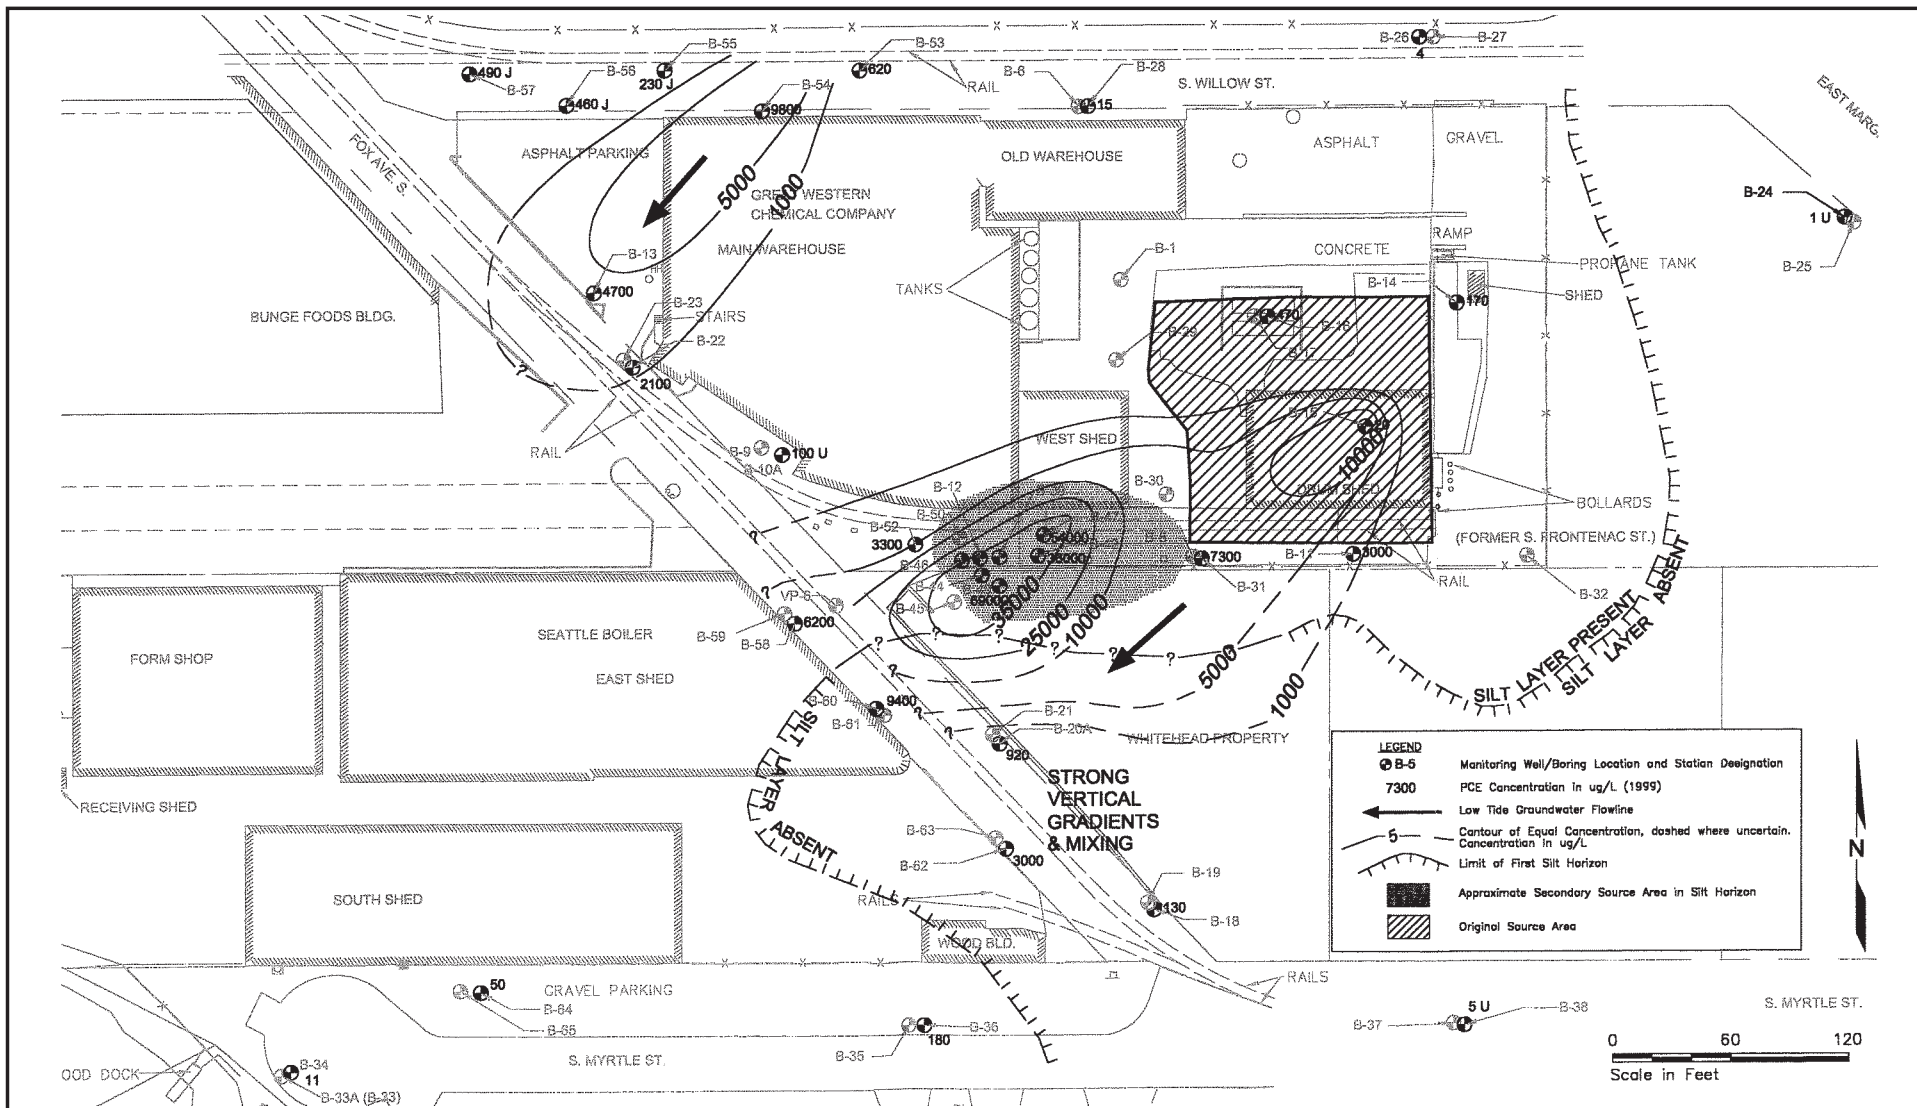 B-55
B-53
B-26
B-27
4
490 J
B-57
B-56
230 J
620
RAIL
B-6
B-28
S. WILLOW ST.
EAST MARG.
460 J
B-54
9800
15
FOX AVE. S.
ASPHALT PARKING
OLD WAREHOUSE
ASPHALT
GRAVEL
5000
1000
GREAT WESTERN
CHEMICAL COMPANY
MAIN WAREHOUSE
B-24
1 U
B-25
B-13
4700
B-1
CONCRETE
RAMP
PROPANE TANK
SHED
TANKS
B-14
170
B-23
STAIRS
B-22
2100
BUNGE FOODS BLDG.
470
B-16
B-17
B-29
?
RAIL
B-9
B-10A
100 U
WEST SHED
B-15
10000
DRUM SHED
BOLLARDS
B-12
B-30
B-50
B-52
3300
B-46
B-45
7300
B-31
3000
RAIL
(FORMER S. FRONTENAC ST.)
B-32
35000
25000
10000
5000
1000
VP-6
B-59
B-58
6200
SEATTLE BOILER
EAST SHED
FORM SHOP
SILT LAYER PRESENT
SILT LAYER ABSENT
B-60
B-61
9400
B-21
B-20A
920
WHITEHEAD PROPERTY
SILT LAYER ABSENT
STRONG
VERTICAL
GRADIENTS
& MIXING
RECEIVING SHED
B-63
B-62
3000
SOUTH SHED
RAILS
B-19
130
B-18
WOOD BLD.
RAILS
50
B-64
B-65
GRAVEL PARKING
B-36
B-35
180
S. MYRTLE ST.
B-37
5 U
B-38
S. MYRTLE ST.
OOD DOCK
B-34
11
B-33A (B-33)
LEGEND
B-5 Monitoring Well/Boring Location and Station Designation
7300 PCE Concentration in ug/L (1999)
Low Tide Groundwater Flowline
5 Contour of Equal Concentration, dashed where uncertain.
Concentration in ug/L
Limit of First Silt Horizon
Approximate Secondary Source Area in Silt Horizon
Original Source Area
N
0 60 120
Scale in Feet